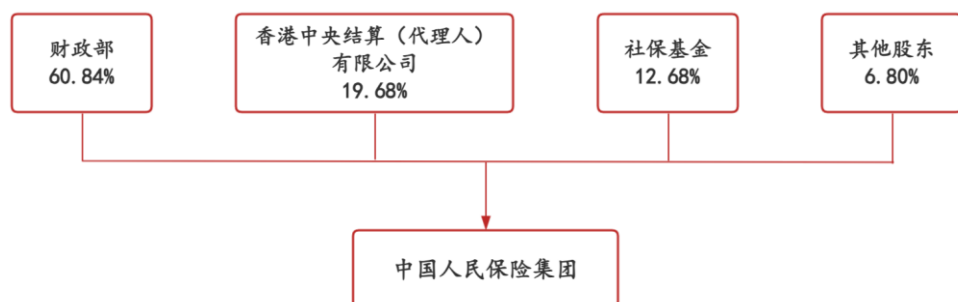 财政部
60.84%
香港中央结算（代理人）
有限公司
19.68%
社保基金
12.68%
其他股东
6.80%
中国人民保险集团